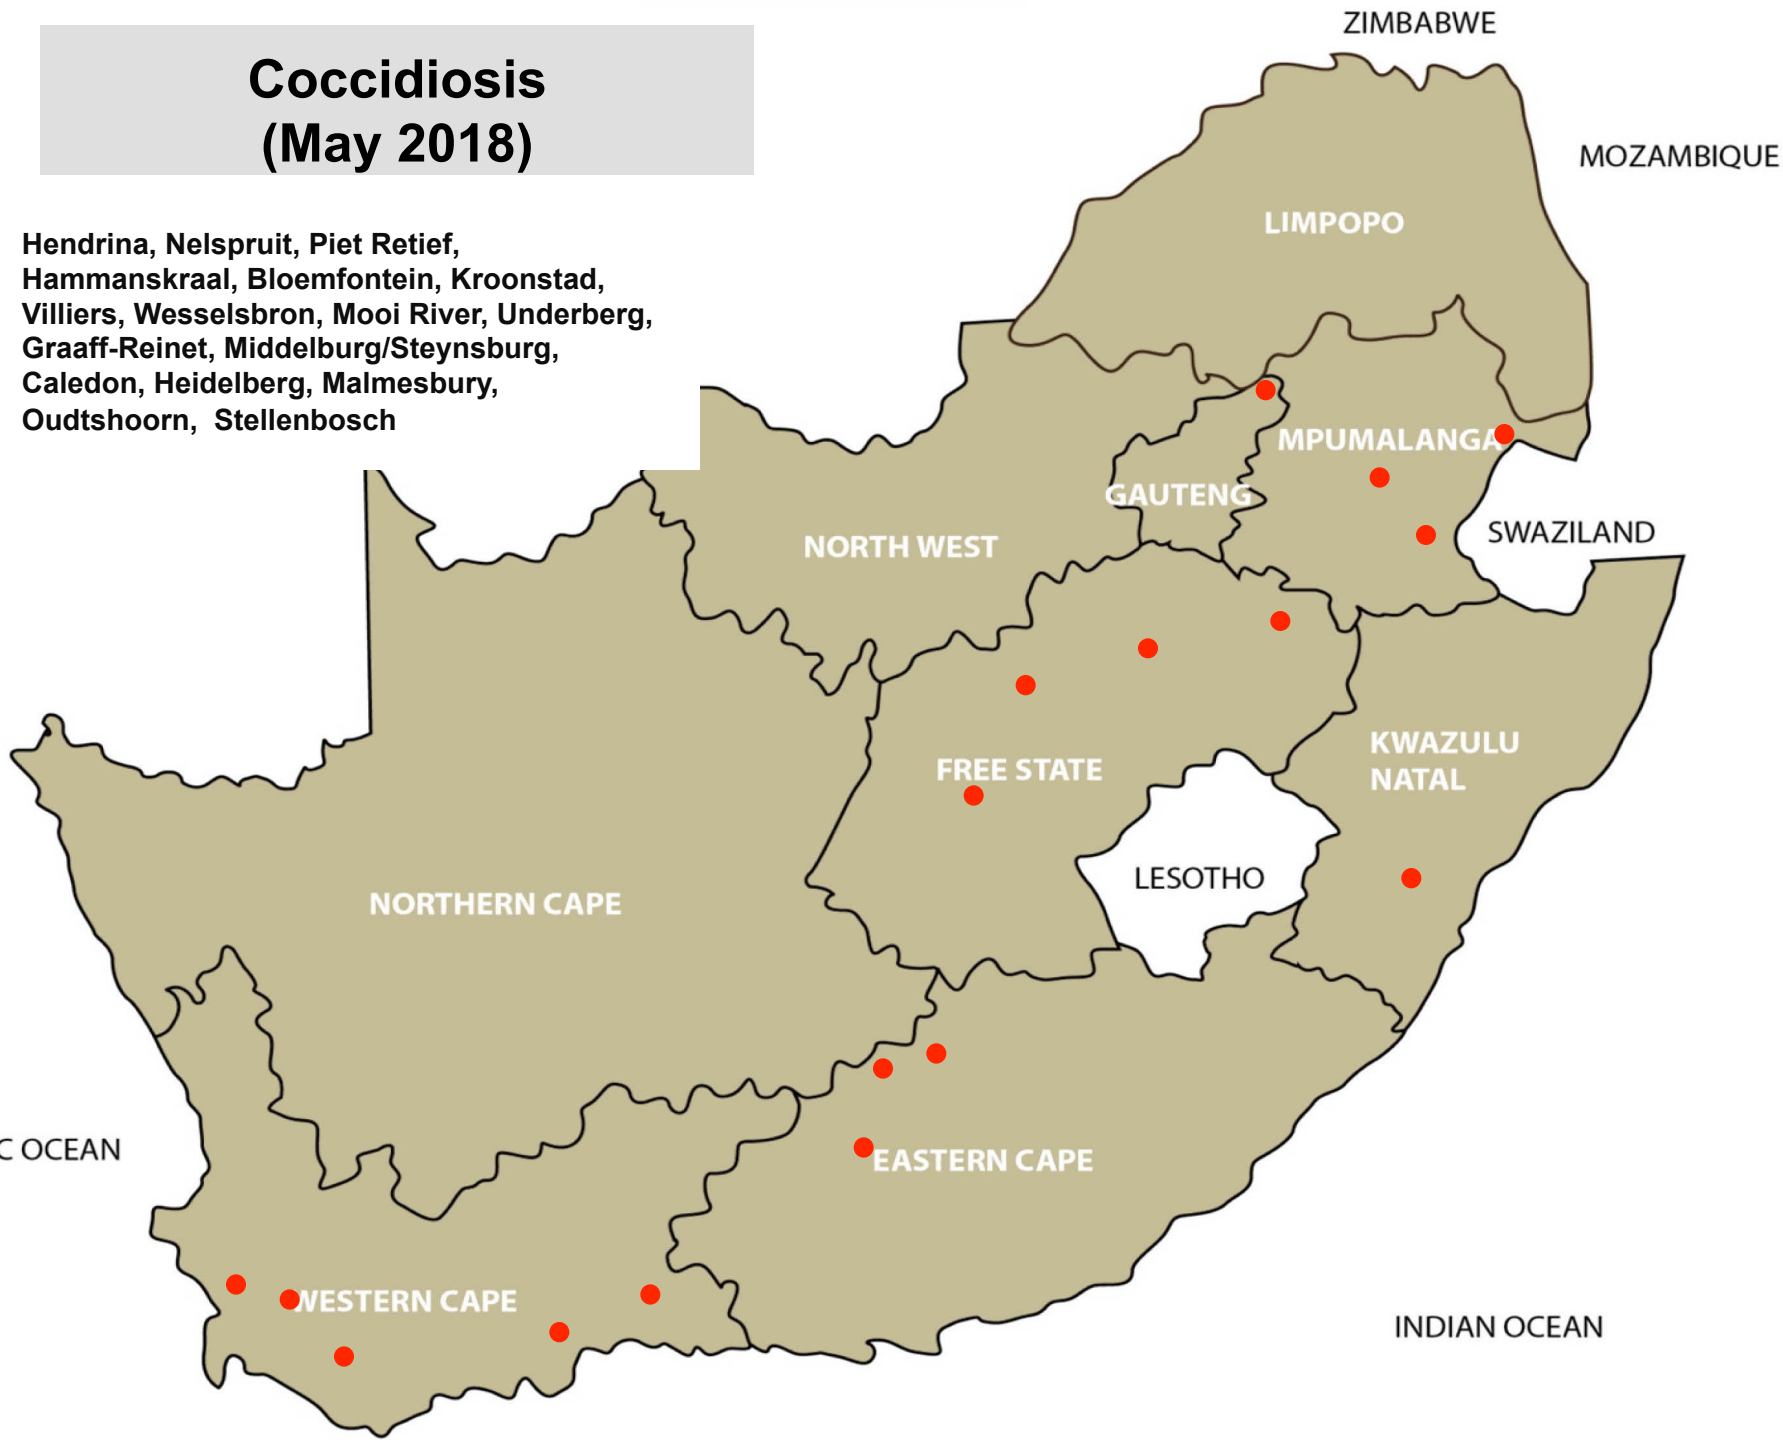 Coccidiosis
(May 2018)
Hendrina, Nelspruit, Piet Retief,
Hammanskraal, Bloemfontein, Kroonstad,
Villiers, Wesselsbron, Mooi River, Underberg,
Graaff-Reinet, Middelburg/Steynsburg,
Caledon, Heidelberg, Malmesbury,
Oudtshoorn, Stellenbosch
ZIMBABWE
MOZAMBIQUE
LIMPOPO
MPUMALANGA
GAUTENG
SWAZILAND
NORTH WEST
KWAZULU
NATAL
FREE STATE
LESOTHO
NORTHERN CAPE
C OCEAN
EASTERN CAPE
WESTERN CAPE
INDIAN OCEAN